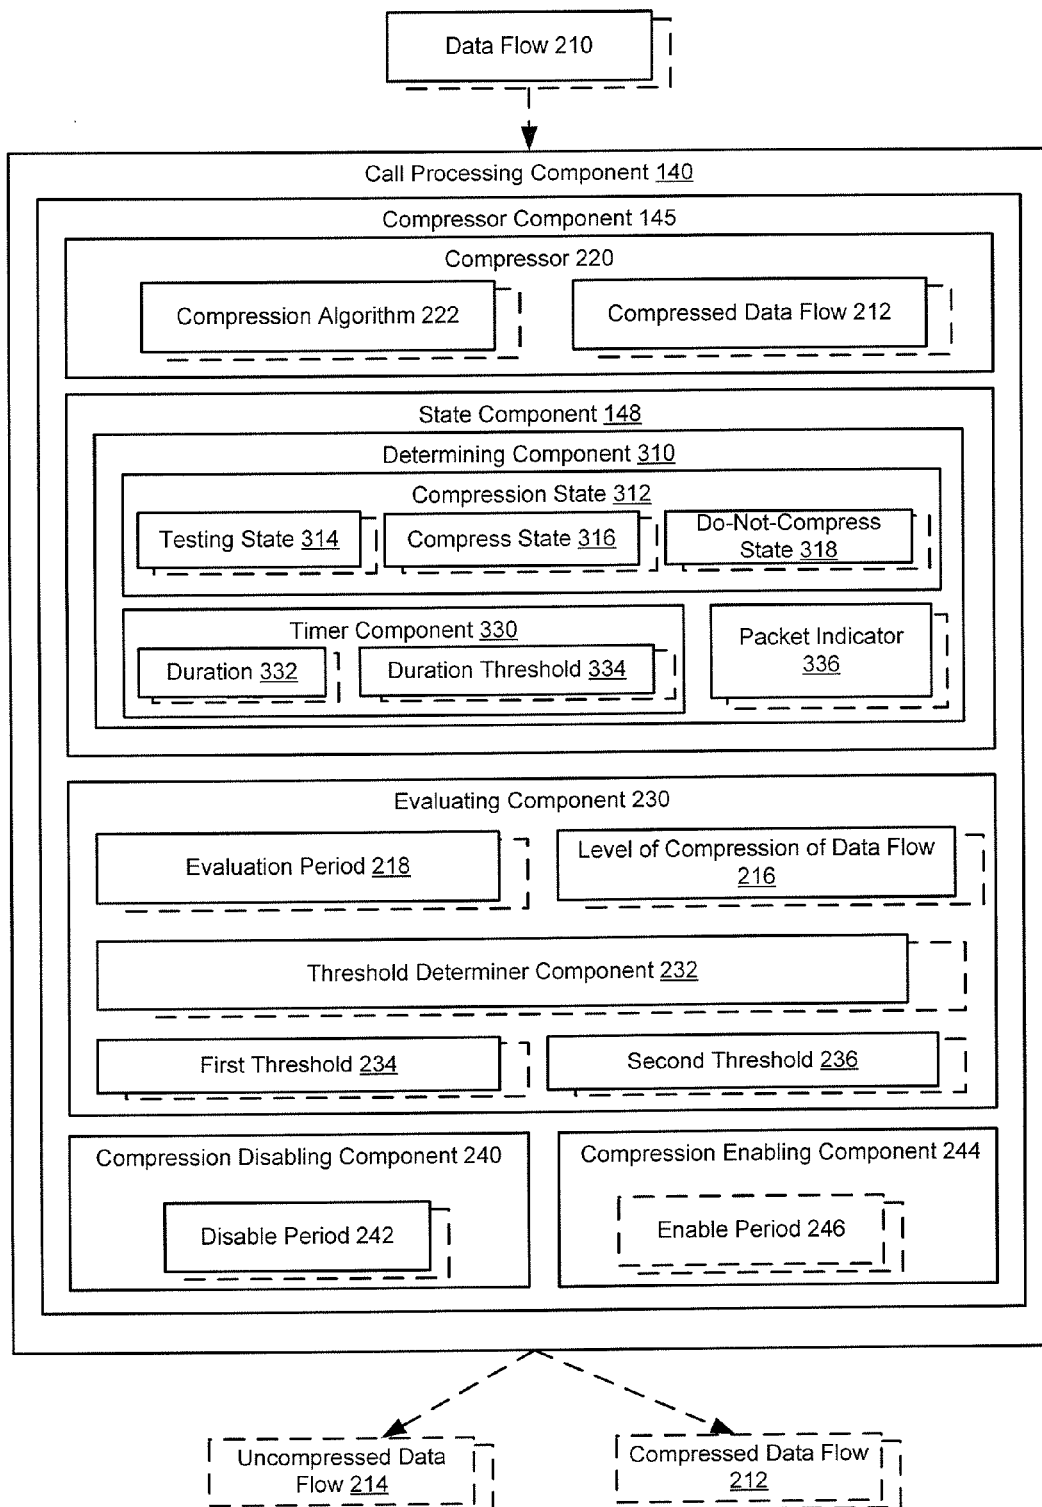 Data Flow 210
Call Processing Component 140
Compressor Component 145
Compressor 220
Compression Algorithm 222
Compressed Data Flow 212
State Component 148
Determining Component 310
Compression State 312
Testing State 314
Compress State 316
Do-Not-Compress
State 318
Timer Component 330
Duration 332
Duration Threshold 334
Packet Indicator
336
Evaluating Component 230
Evaluation Period 218
Level of Compression of Data Flow
216
Threshold Determiner Component 232
First Threshold 234
Second Threshold 236
Compression Disabling Component 240
Disable Period 242
Compression Enabling Component 244
Enable Period 246
Uncompressed Data
Flow 214
Compressed Data Flow
212